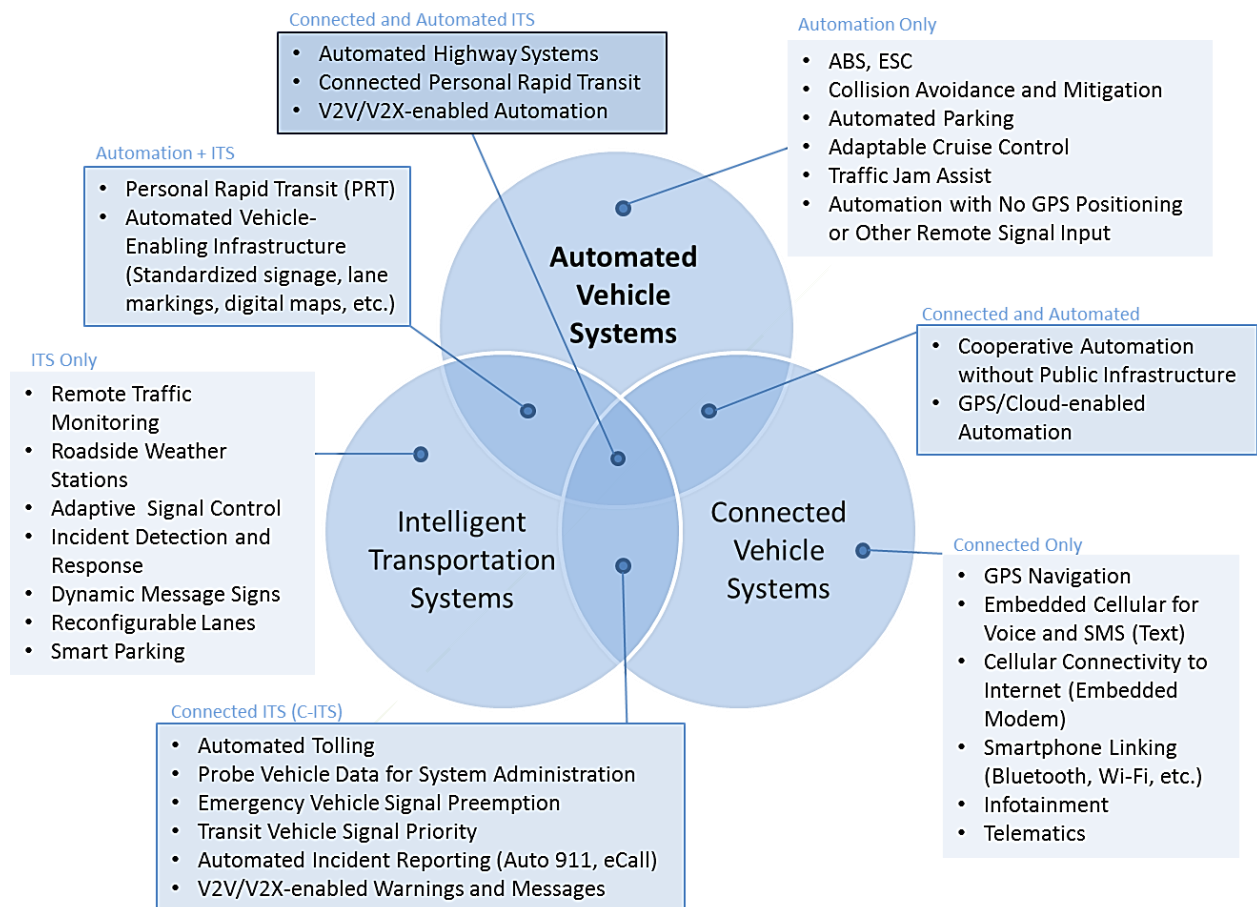 Connected and Automated ITS
• Automated Highway Systems
• Connected Personal Rapid Transit
• V2V/V2X-enabled Automation
Automation Only
• ABS, ESC
• Collision Avoidance and Mitigation
• Automated Parking
• Adaptable Cruise Control
• Traffic Jam Assist
• Automation with No GPS Positioning
or Other Remote Signal Input
Automation + ITS
• Personal Rapid Transit (PRT)
• Automated Vehicle-
Enabling Infrastructure
(Standardized signage, lane
markings, digital maps, etc.)
Automated
Vehicle
Systems
Connected and Automated
• Cooperative Automation
without Public Infrastructure
• GPS/Cloud-enabled
Automation
ITS Only
• Remote Traffic
Monitoring
• Roadside Weather
Stations
• Adaptive Signal Control
• Incident Detection and
Response
• Dynamic Message Signs
• Reconfigurable Lanes
• Smart Parking
Intelligent
Transportation
Systems
Connected
Vehicle
Systems
Connected Only
• GPS Navigation
• Embedded Cellular for
Voice and SMS (Text)
• Cellular Connectivity to
Internet (Embedded
Modem)
• Smartphone Linking
(Bluetooth, Wi-Fi, etc.)
• Infotainment
• Telematics
Connected ITS (C-ITS)
• Automated Tolling
• Probe Vehicle Data for System Administration
• Emergency Vehicle Signal Preemption
• Transit Vehicle Signal Priority
• Automated Incident Reporting (Auto 911, eCall)
• V2V/V2X-enabled Warnings and Messages